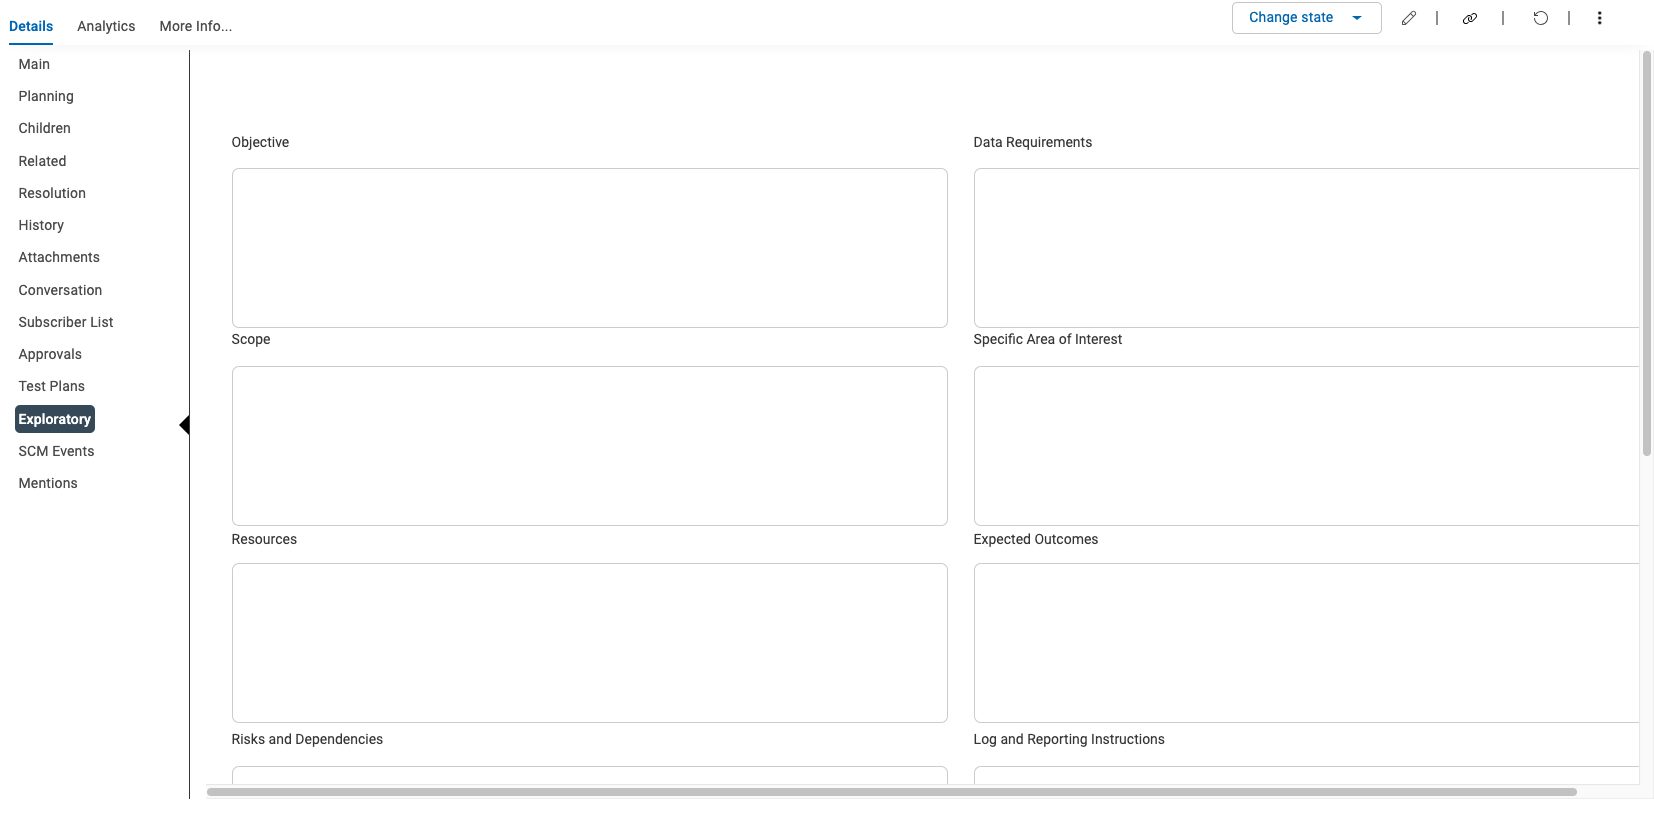 Details Analytics More Info... Change state
Main
Planning
Children
Related
Resolution
History
Attachments
Conversation
Subscriber List
Approvals
Test Plans
Exploratory
SCM Events
Mentions
Objective Data Requirements
Scope Specific Area of Interest
Resources Expected Outcomes
Risks and Dependencies Log and Reporting Instructions